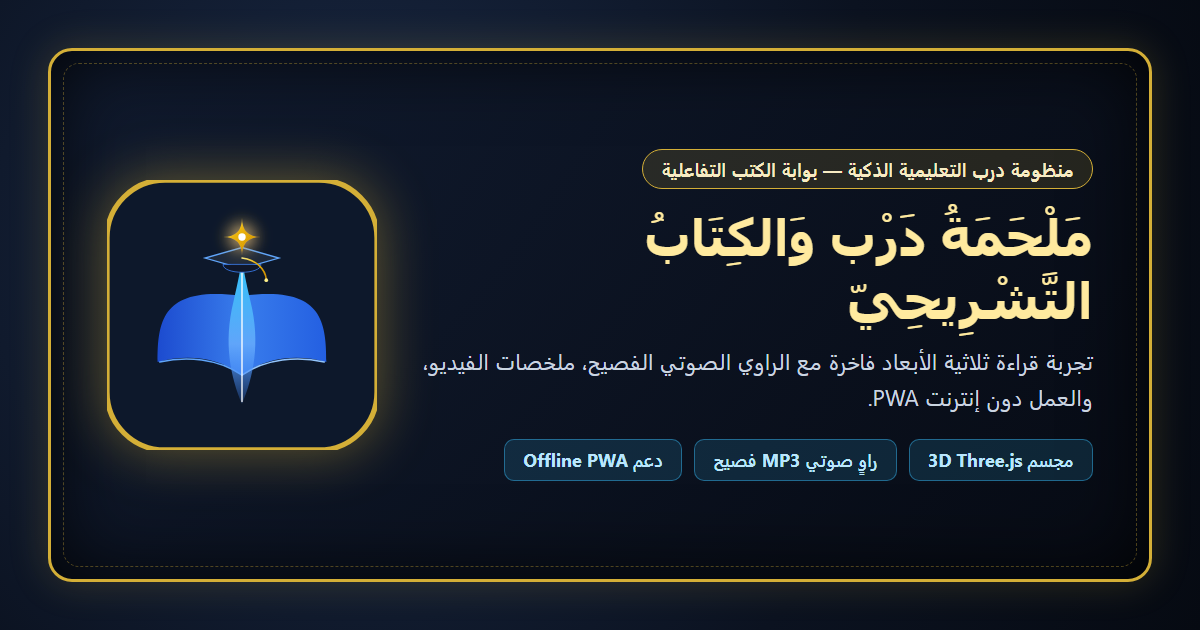 منظومة درب التعليمية الذكية — بوابة الكتب التفاعلية
مَلْحَمَةُ دَرْب وَالكِتَابُ
التَّشْرِيحِيّ
تجربة قراءة ثلاثية الأبعاد فاخرة مع الراوي الصوتي الفصيح، ملخصات الفيديو،
والعمل دون إنترنت PWA.
مجسم 3D Three.js
راوٍ صوتي MP3 فصيح
دعم Offline PWA